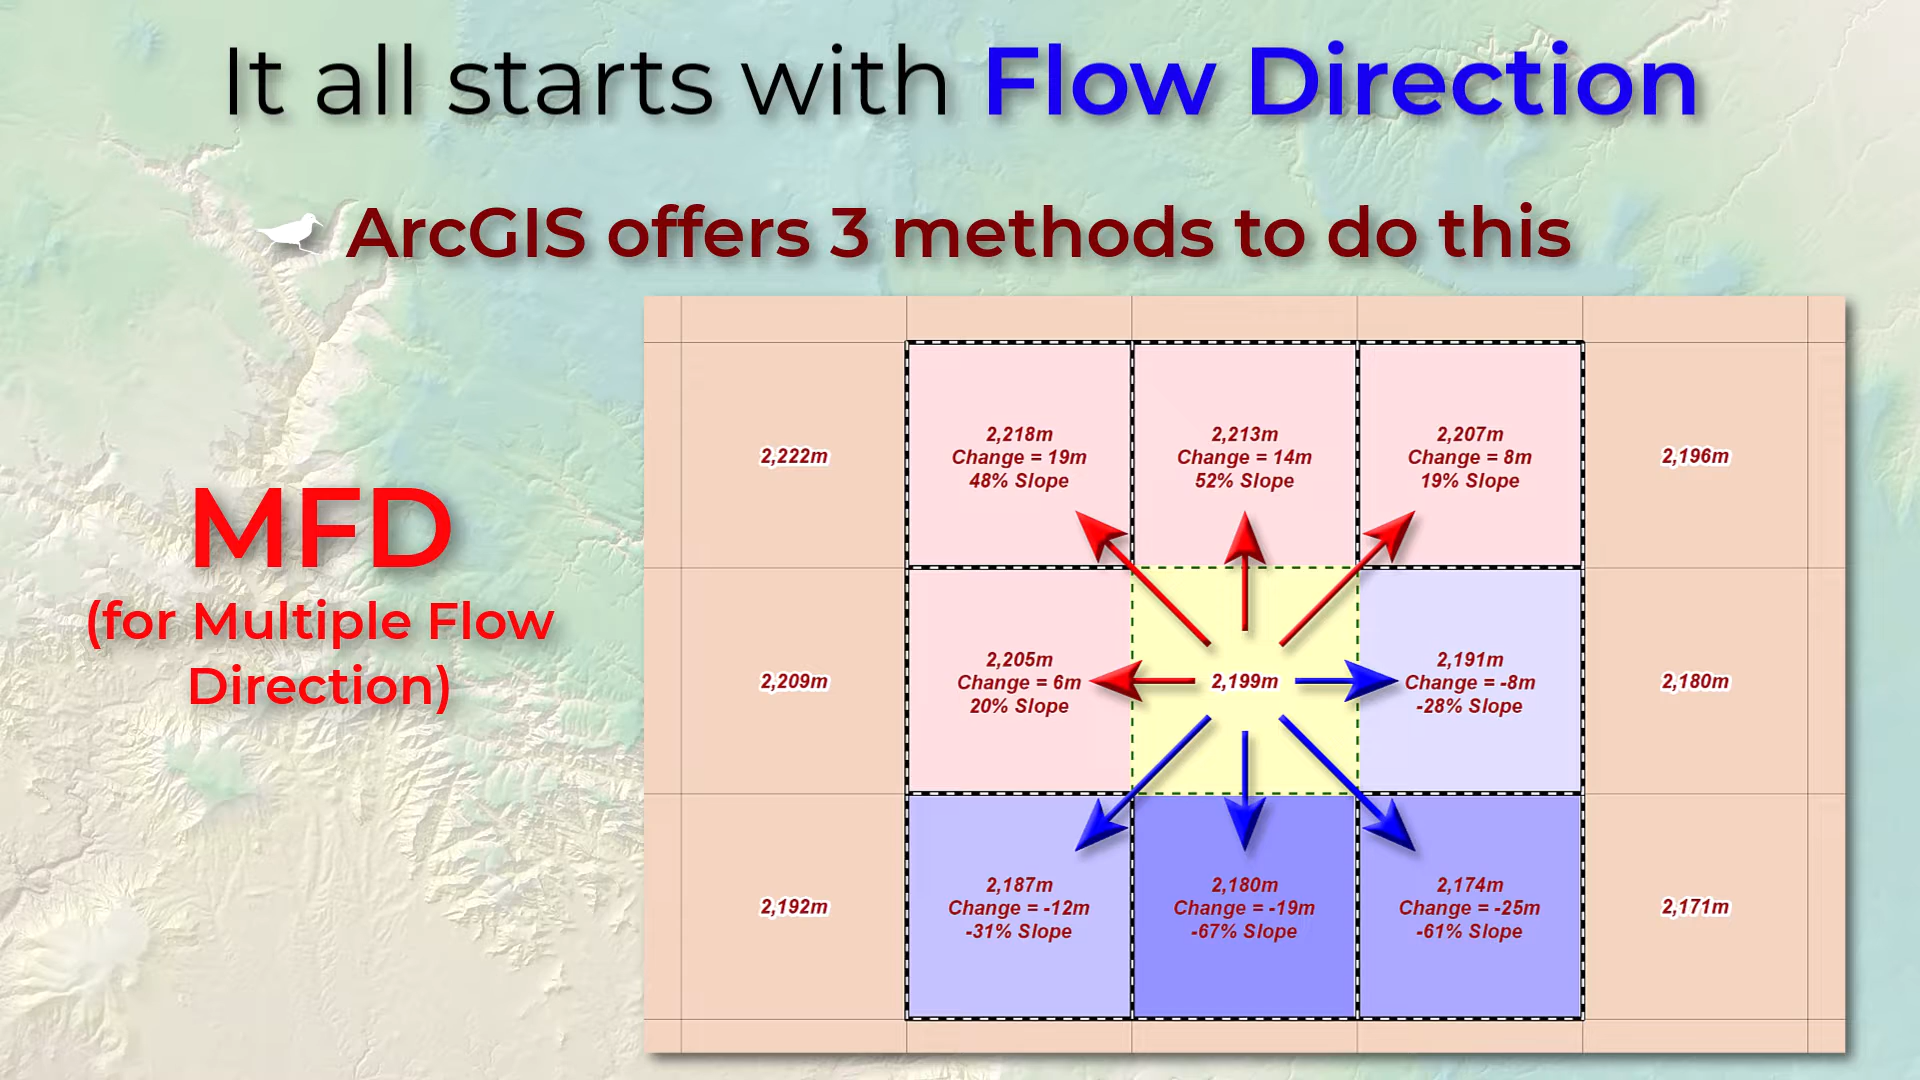 It all starts with Flow Direction
ArcGIS offers 3 methods to do this
MFD
(for Multiple Flow
Direction)
2,222m
2,218m
Change = 19m
48% Slope
2,213m
Change = 14m
52% Slope
2,207m
Change = 8m
19% Slope
2,196m
2,209m
2,205m
Change = 6m
20% Slope
2,199m
2,191m
Change = -8m
-28% Slope
2,180m
2,192m
2,187m
Change = -12m
-31% Slope
2,180m
Change = -19m
-67% Slope
2,174m
Change = -25m
-61% Slope
2,171m